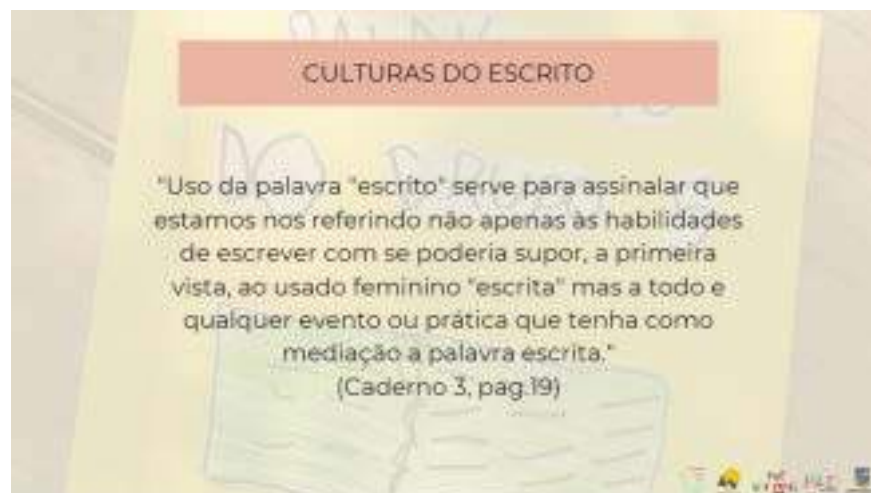 CULTURAS DO ESCRITO
"Uso da palavra "escrito" serve para assinalar que
estamos nos referindo não apenas às habilidades
de escrever com se poderia supor, a primeira
vista, ao usado feminino "escrita" mas a todo e
qualquer evento ou prática que tenha como
mediação a palavra escrita."
(Caderno 3, pag.19)